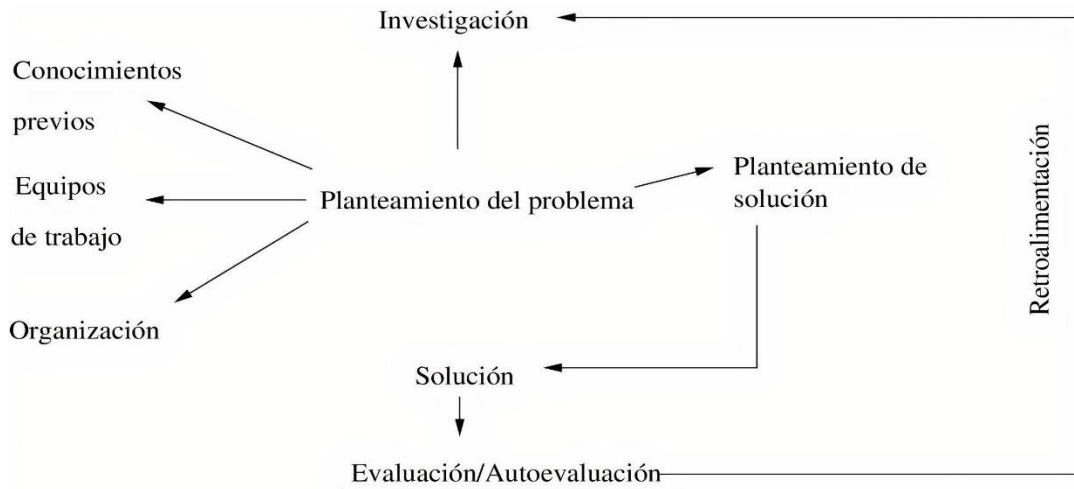 Investigación
Conocimientos
previos
Equipos
de trabajo
Organización
Planteamiento del problema
Planteamiento de
solución
Retroalimentación
Solución
Evaluación/Autoevaluación